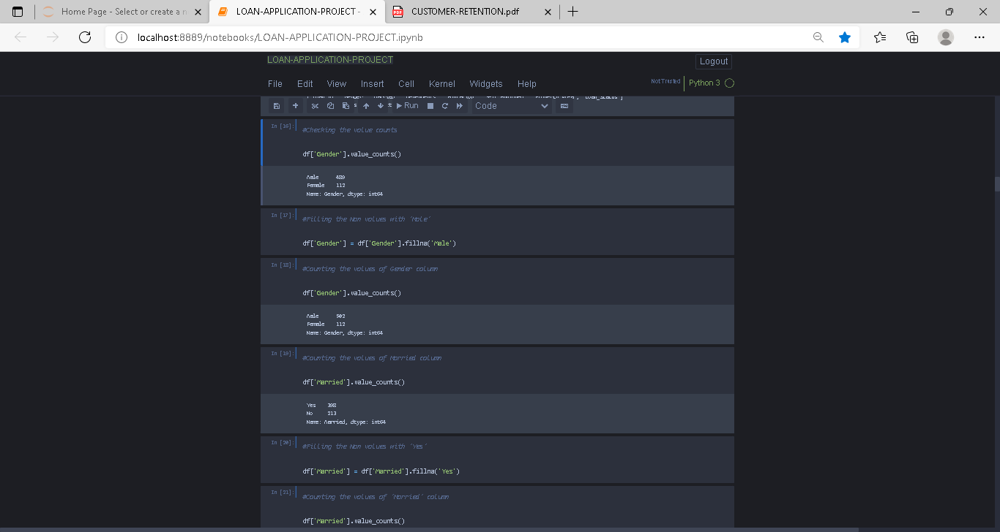 Home Page - Select or create a n
LOAN-APPLICATION-PROJECT -
CUSTOMER-RETENTION.pdf
localhost:8889/notebooks/LOAN-APPLICATION-PROJECT.ipynb
LOAN-APPLICATION-PROJECT
Logout
File Edit View Insert Cell Kernel Widgets Help
Not Trusted
Python 3
Run
Code
In [16]:
#Checking the value counts
df['Gender'].value_counts()
Male 489
Female 112
Name: Gender, dtype: int64
In [17]:
#Filling the Nan values with 'Male'
df['Gender'] = df['Gender'].fillna('Male')
In [18]:
#Counting the values of Gender column
df['Gender'].value_counts()
Male 502
Female 112
Name: Gender, dtype: int64
In [19]:
#Counting the values of Married column
df['Married'].value_counts()
Yes 398
No 213
Name: Married, dtype: int64
In [20]:
#Filling the Nan values with 'Yes'
df['Married'] = df['Married'].fillna('Yes')
In [21]:
#Counting the values of 'Married' column
df['Married'].value_counts()